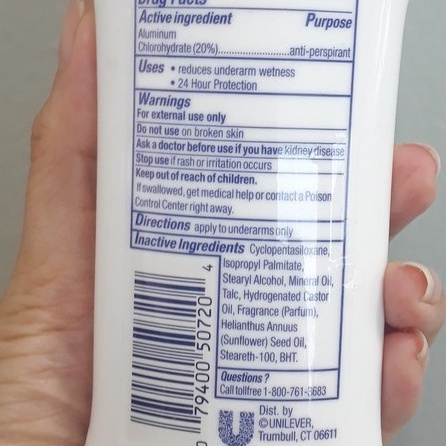 Drug Facts
Active ingredient Purpose
Aluminum
Chlorohydrate (20%)......................anti-perspirant
Uses • reduces underarm wetness
• 24 Hour Protection
Warnings
For external use only
Do not use on broken skin
Ask a doctor before use if you have kidney disease
Stop use if rash or irritation occurs
Keep out of reach of children.
If swallowed, get medical help or contact a Poison
Control Center right away.
Directions apply to underarms only
Inactive Ingredients Cyclopentasiloxane,
Isopropyl Palmitate,
Stearyl Alcohol, Mineral Oil,
Talc, Hydrogenated Castor
Oil, Fragrance (Parfum),
Helianthus Annuus
(Sunflower) Seed Oil,
Steareth-100, BHT.
0 79400 50720 4
Questions?
Call tollfree 1-800-761-3683
Dist. by
©UNILEVER,
Trumbull, CT 06611